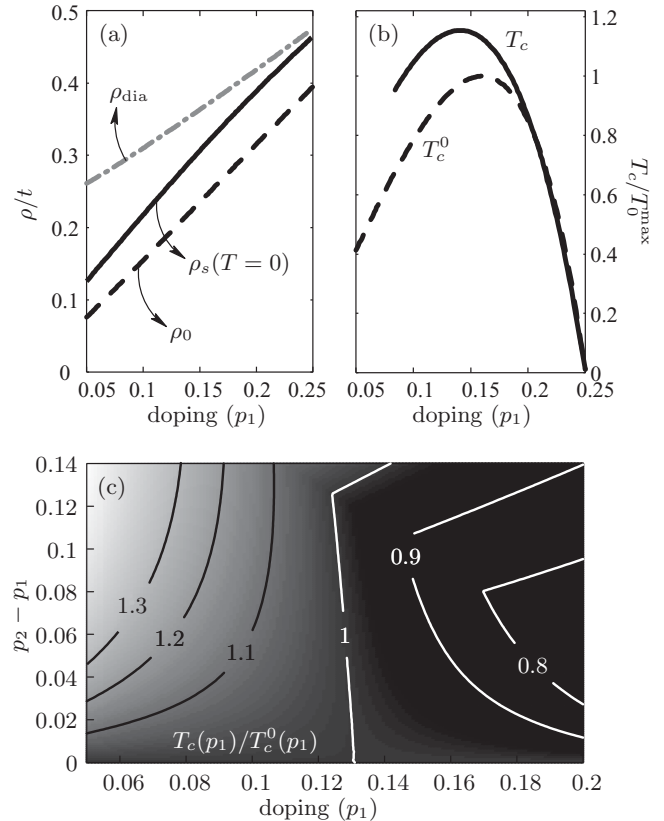 0.5
0.4
0.3
0.2
0.1
0
ρ/t
(a)
ρ_dia
ρ_s(T = 0)
ρ_0
0.05 0.1 0.15 0.2 0.25
doping (p_1)
(b)
T_c
T_c^0
1.2
1
0.8
0.6
0.4
0.2
0
T_c/T_0^max
0.05 0.1 0.15 0.2 0.25
doping (p_1)
0.14
0.12
0.1
0.08
0.06
0.04
0.02
0
p_2 − p_1
(c)
1.3
1.2
1.1
1
0.9
0.8
T_c(p_1)/T_c^0(p_1)
0.06 0.08 0.1 0.12 0.14 0.16 0.18 0.2
doping (p_1)